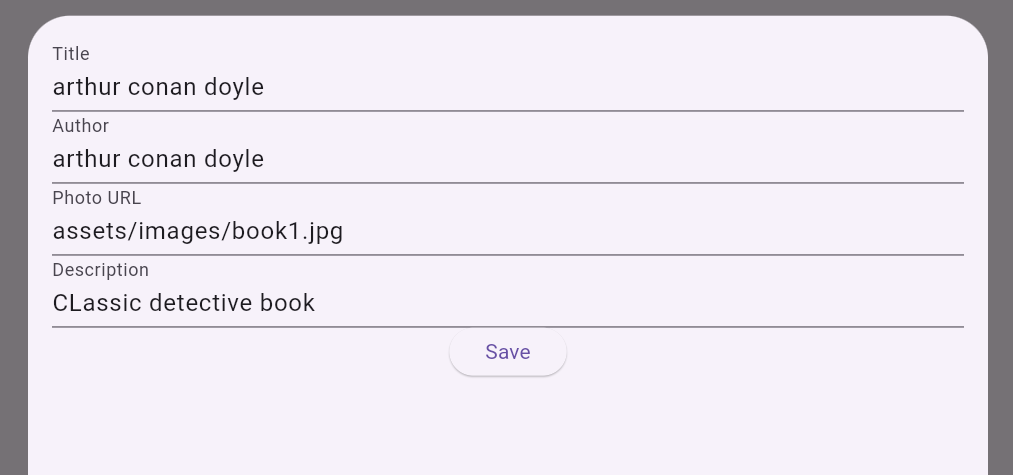 Title
arthur conan doyle
Author
arthur conan doyle
Photo URL
assets/images/book1.jpg
Description
CLassic detective book
Save